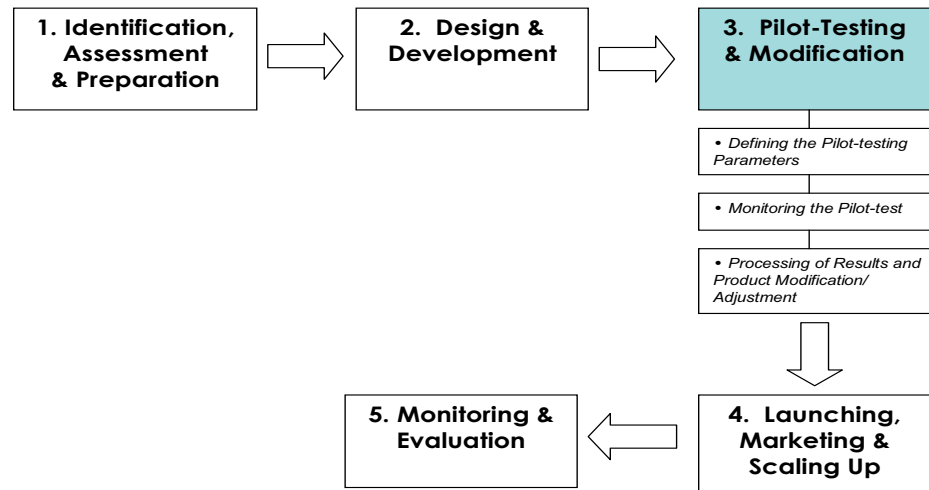 1. Identification,
Assessment
& Preparation
2. Design &
Development
3. Pilot-Testing
& Modification
• Defining the Pilot-testing
Parameters
• Monitoring the Pilot-test
• Processing of Results and
Product Modification/
Adjustment
4. Launching,
Marketing &
Scaling Up
5. Monitoring &
Evaluation